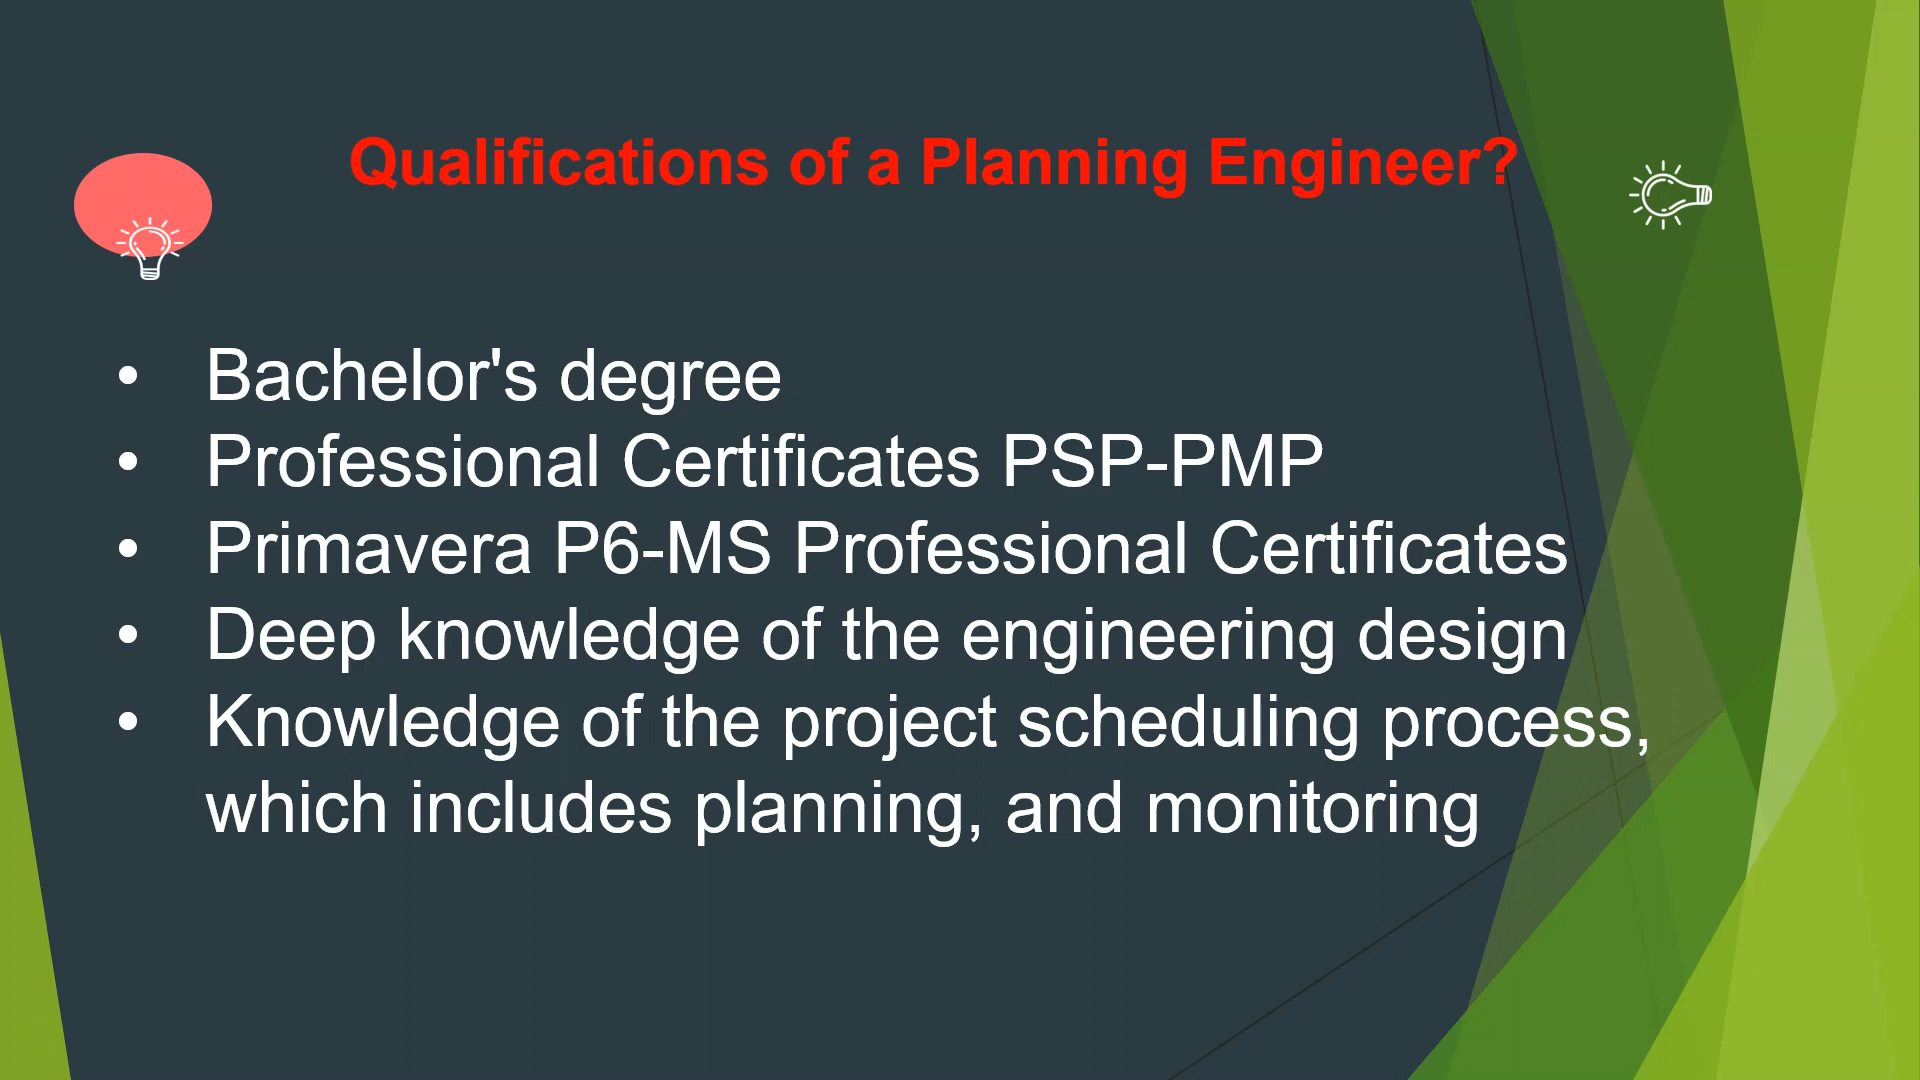 Qualifications of a Planning Engineer?
• Bachelor's degree
• Professional Certificates PSP-PMP
• Primavera P6-MS Professional Certificates
• Deep knowledge of the engineering design
• Knowledge of the project scheduling process,
which includes planning, and monitoring